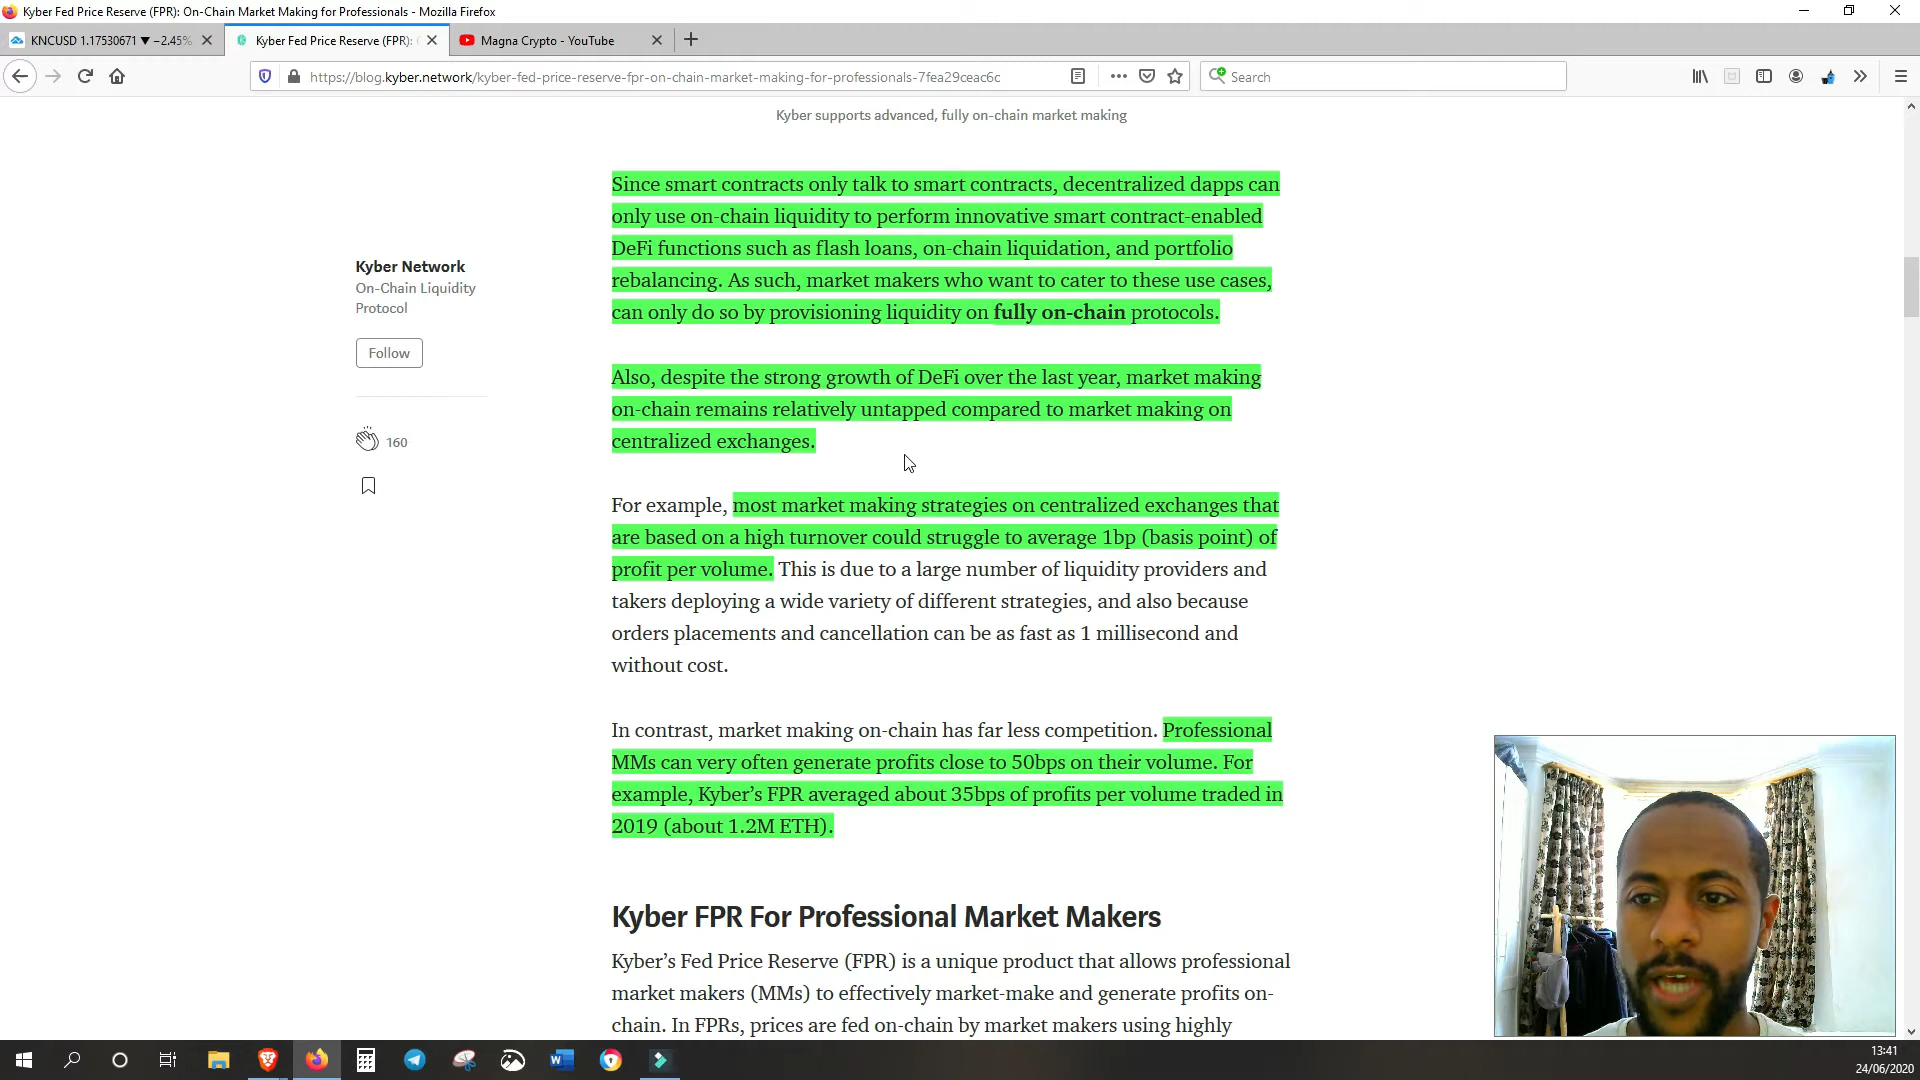 Kyber Fed Price Reserve (FPR): On-Chain Market Making for Professionals - Mozilla Firefox
KNCUSD 1.17530671 ▼ −2.45%
Kyber Fed Price Reserve (FPR):
Magna Crypto - YouTube
https://blog.kyber.network/kyber-fed-price-reserve-fpr-on-chain-market-making-for-professionals-7fea29ceac6c
Search
Kyber supports advanced, fully on-chain market making
Since smart contracts only talk to smart contracts, decentralized dapps can
only use on-chain liquidity to perform innovative smart contract-enabled
DeFi functions such as flash loans, on-chain liquidation, and portfolio
rebalancing. As such, market makers who want to cater to these use cases,
can only do so by provisioning liquidity on fully on-chain protocols.
Kyber Network
On-Chain Liquidity
Protocol
Follow
160
Also, despite the strong growth of DeFi over the last year, market making
on-chain remains relatively untapped compared to market making on
centralized exchanges.
For example, most market making strategies on centralized exchanges that
are based on a high turnover could struggle to average 1bp (basis point) of
profit per volume. This is due to a large number of liquidity providers and
takers deploying a wide variety of different strategies, and also because
orders placements and cancellation can be as fast as 1 millisecond and
without cost.
In contrast, market making on-chain has far less competition. Professional
MMs can very often generate profits close to 50bps on their volume. For
example, Kyber’s FPR averaged about 35bps of profits per volume traded in
2019 (about 1.2M ETH).
Kyber FPR For Professional Market Makers
Kyber’s Fed Price Reserve (FPR) is a unique product that allows professional
market makers (MMs) to effectively market-make and generate profits on-
chain. In FPRs, prices are fed on-chain by market makers using highly
13:41
24/06/2020